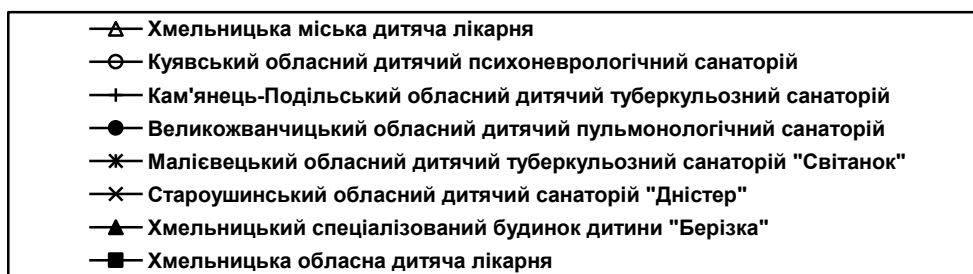 Хмельницька міська дитяча лікарня
Куявський обласний дитячий психоневрологічний санаторій
Кам'янець-Подільський обласний дитячий туберкульозний санаторій
Великожванчицький обласний дитячий пульмонологічний санаторій
Малієвецький обласний дитячий туберкульозний санаторій "Світанок"
Староушинський обласний дитячий санаторій "Дністер"
Хмельницький спеціалізований будинок дитини "Берізка"
Хмельницька обласна дитяча лікарня